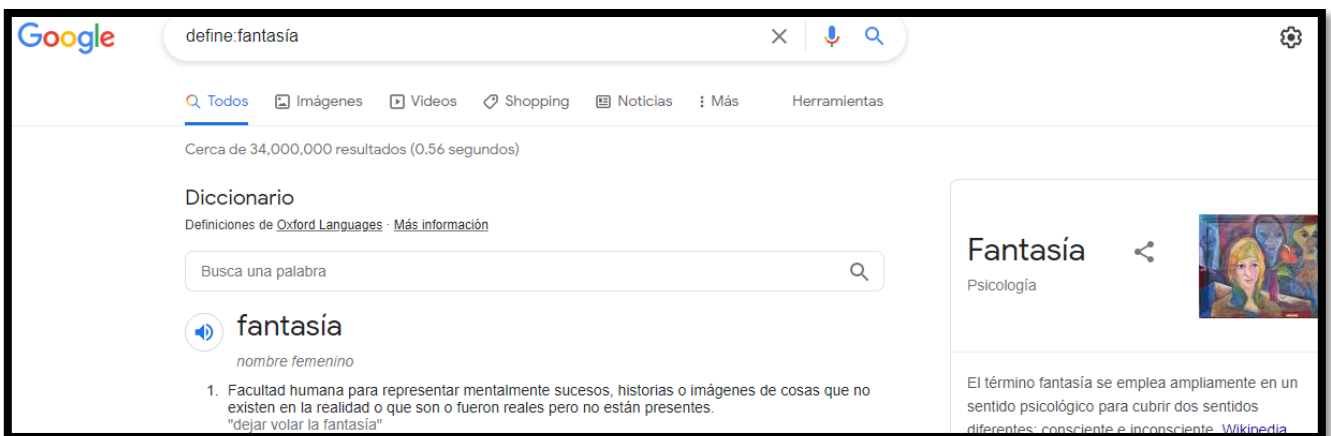 Google
define:fantasía
Todos Imágenes Videos Shopping Noticias Más Herramientas
Cerca de 34,000,000 resultados (0.56 segundos)
Diccionario
Definiciones de Oxford Languages · Más información
Busca una palabra
fantasía
nombre femenino
1. Facultad humana para representar mentalmente sucesos, historias o imágenes de cosas que no
existen en la realidad o que son o fueron reales pero no están presentes.
"dejar volar la fantasía"
Fantasía
Psicología
El término fantasía se emplea ampliamente en un
sentido psicológico para cubrir dos sentidos
diferentes: consciente e inconsciente. Wikipedia